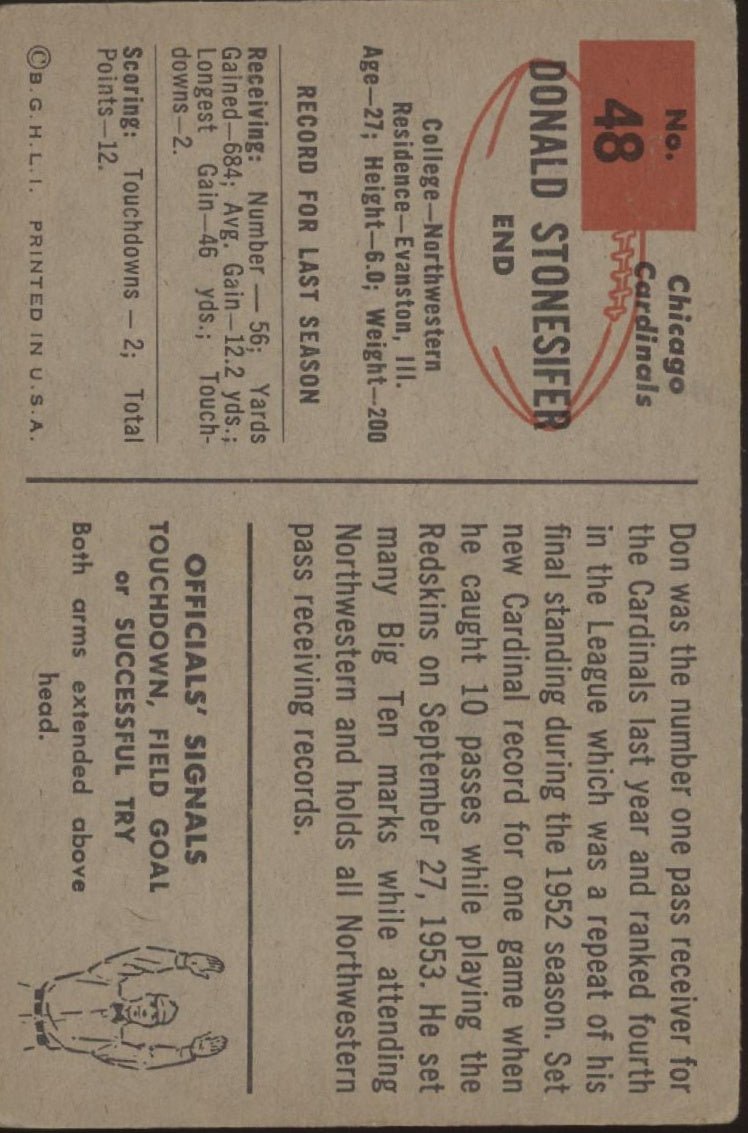 No.
48
Chicago
Cardinals
DONALD STONESIFER
END
College—Northwestern
Residence—Evanston, Ill.
Age—27; Height—6.0; Weight—200
RECORD FOR LAST SEASON
Receiving: Number — 56; Yards
Gained—684; Avg. Gain—12.2 yds.;
Longest Gain—46 yds.; Touch-
downs—2.
Scoring: Touchdowns — 2; Total
Points—12.
©B.G.H.L.I. PRINTED IN U.S.A.
Don was the number one pass receiver for
the Cardinals last year and ranked fourth
in the League which was a repeat of his
final standing during the 1952 season. Set
new Cardinal record for one game when
he caught 10 passes while playing the
Redskins on September 27, 1953. He set
many Big Ten marks while attending
Northwestern and holds all Northwestern
pass receiving records.
OFFICIALS' SIGNALS
TOUCHDOWN, FIELD GOAL
or SUCCESSFUL TRY
Both arms extended above
head.